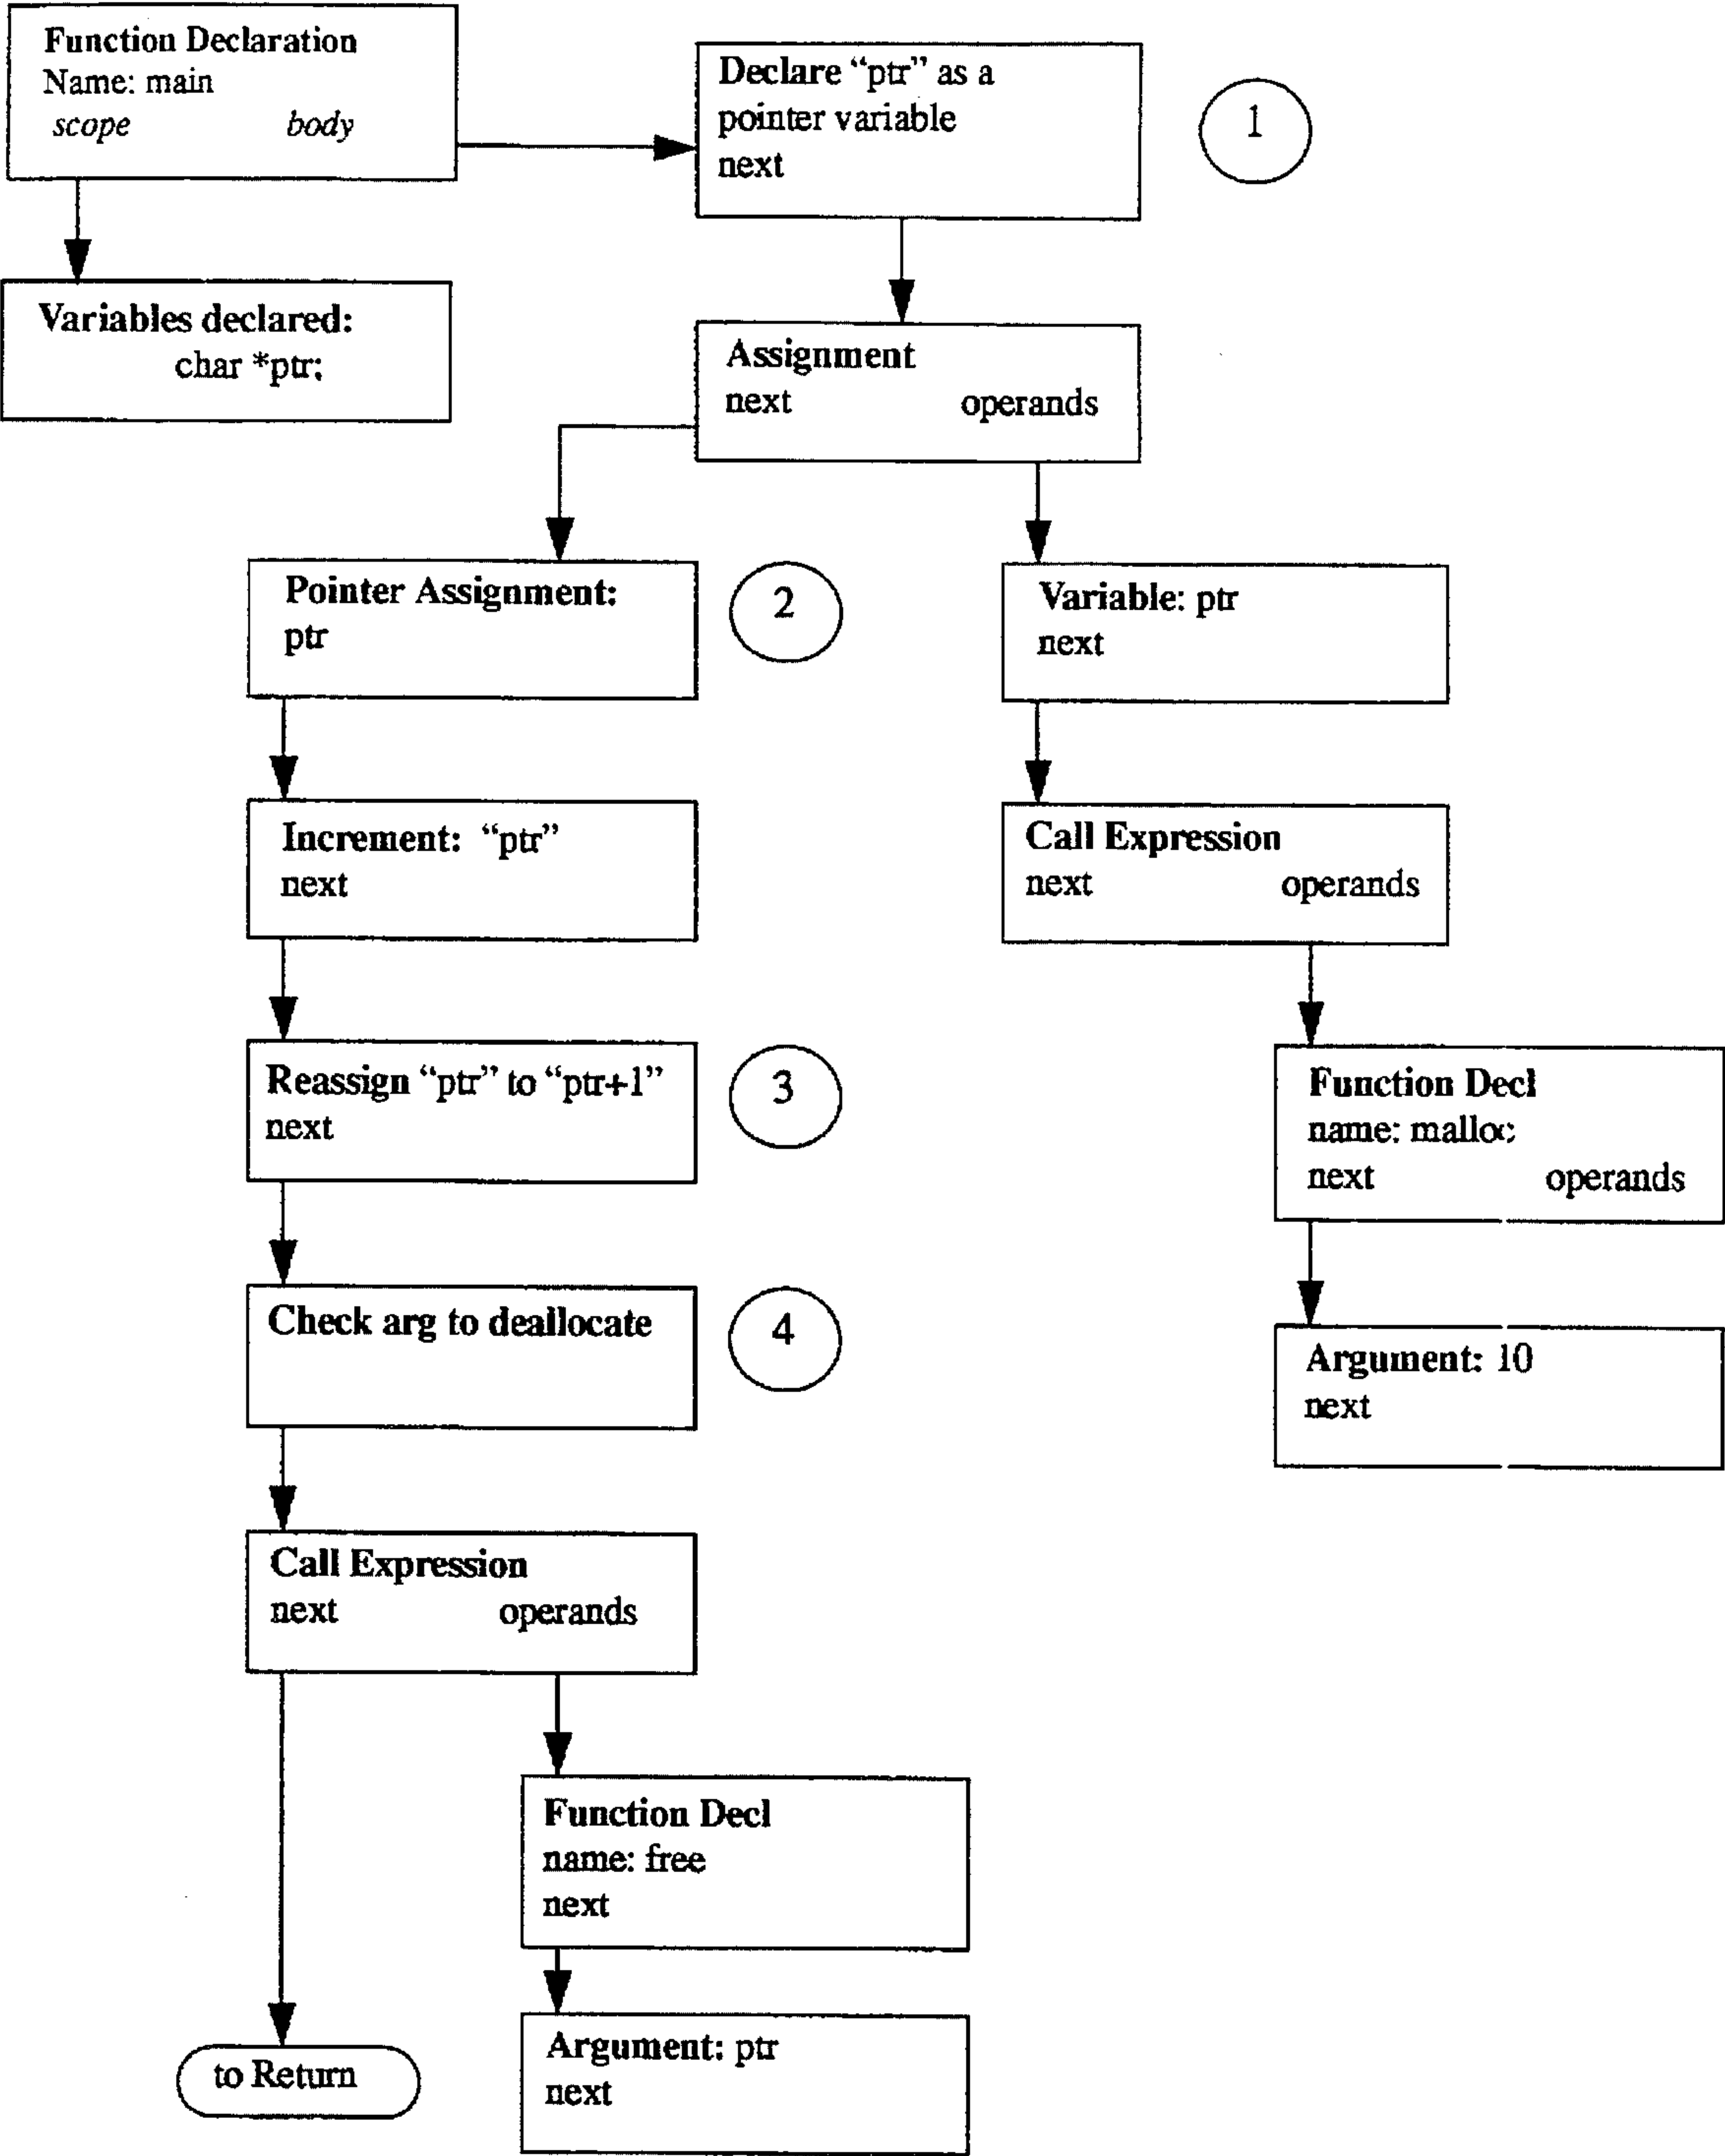 Function Declaration
Name: main
scope body
Declare “ptr” as a
pointer variable
next
1
Variables declared:
char *ptr;
Assignment
next operands
Pointer Assignment:
ptr
2
Variable: ptr
next
Increment: “ptr”
next
Call Expression
next operands
Reassign “ptr” to “ptr+1”
next
3
Function Decl
name: malloc
next operands
Check arg to deallocate
4
Argument: 10
next
Call Expression
next operands
Function Decl
name: free
next
to Return
Argument: ptr
next